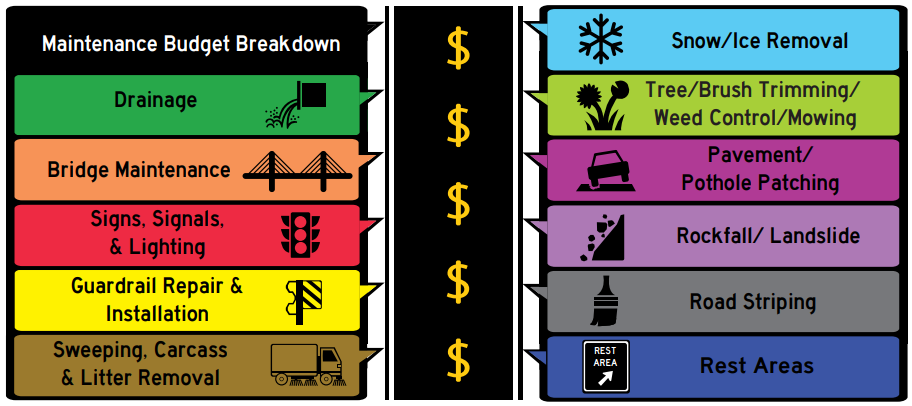 Maintenance Budget Breakdown
Drainage
Bridge Maintenance
Signs, Signals,
& Lighting
Guardrail Repair &
Installation
Sweeping, Carcass
& Litter Removal
$
$
$
$
$
Snow/Ice Removal
Tree/Brush Trimming/
Weed Control/Mowing
Pavement/
Pothole Patching
Rockfall/ Landslide
Road Striping
REST
AREA
Rest Areas